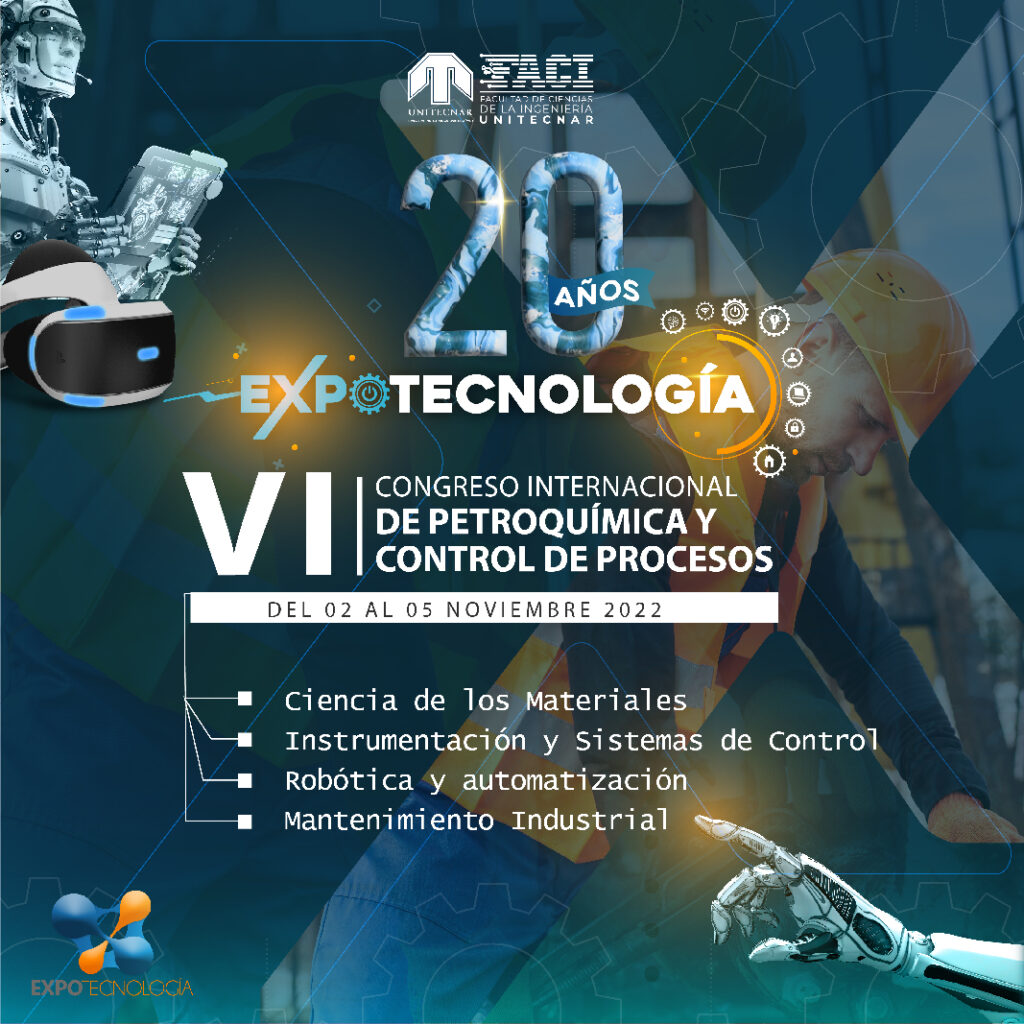 UNITECNAR
FACI
FACULTAD DE CIENCIAS
DE LA INGENIERÍA
UNITECNAR
20
AÑOS
EXPOTECNOLOGÍA
VI
CONGRESO INTERNACIONAL
DE PETROQUÍMICA Y
CONTROL DE PROCESOS
DEL 02 AL 05 NOVIEMBRE 2022
Ciencia de los Materiales
Instrumentación y Sistemas de Control
Robótica y automatización
Mantenimiento Industrial
EXPOTECNOLOGÍA